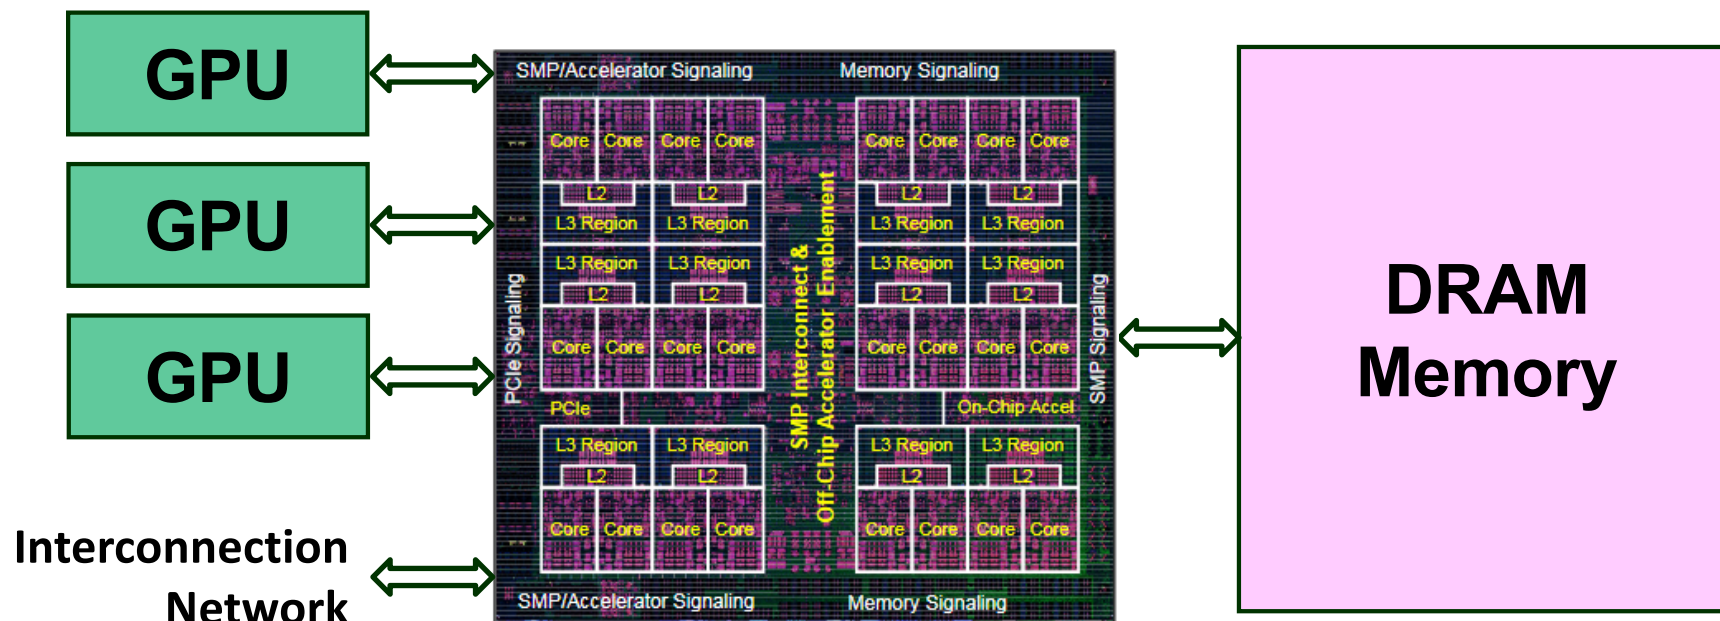 GPU
GPU
GPU
Interconnection
Network
SMP/Accelerator Signaling
Memory Signaling
Core Core Core Core
Core Core Core Core
L2 L2
L2 L2
L3 Region L3 Region
L3 Region L3 Region
L3 Region L3 Region
L3 Region L3 Region
L2 L2
L2 L2
Core Core Core Core
Core Core Core Core
PCIe Signaling
SMP Interconnect &
Off-Chip Accelerator Enablement
SMP Signaling
PCIe
On-Chip Accel
L3 Region L3 Region
L3 Region L3 Region
L2 L2
L2 L2
Core Core Core Core
Core Core Core Core
SMP/Accelerator Signaling
Memory Signaling
DRAM
Memory